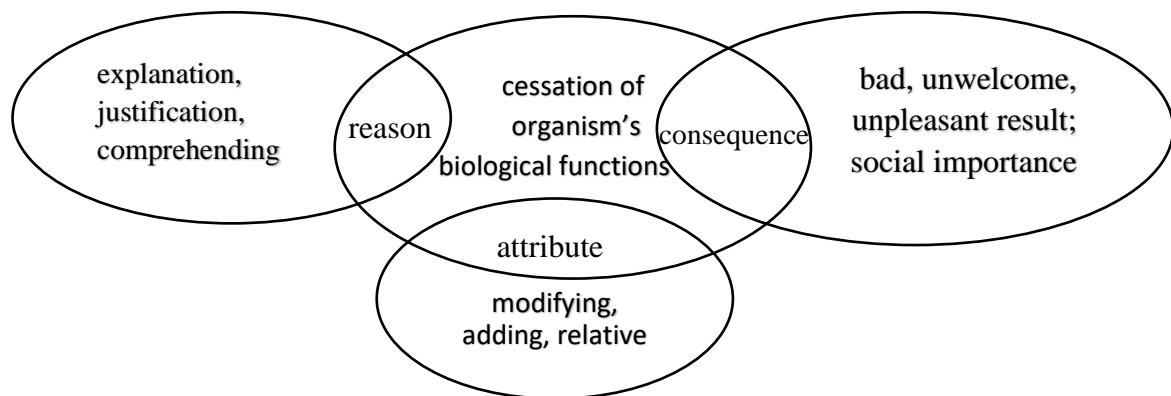 explanation,
justification,
comprehending
reason
cessation of
organism's
biological functions
consequence
bad, unwelcome,
unpleasant result;
social importance
attribute
modifying,
adding, relative